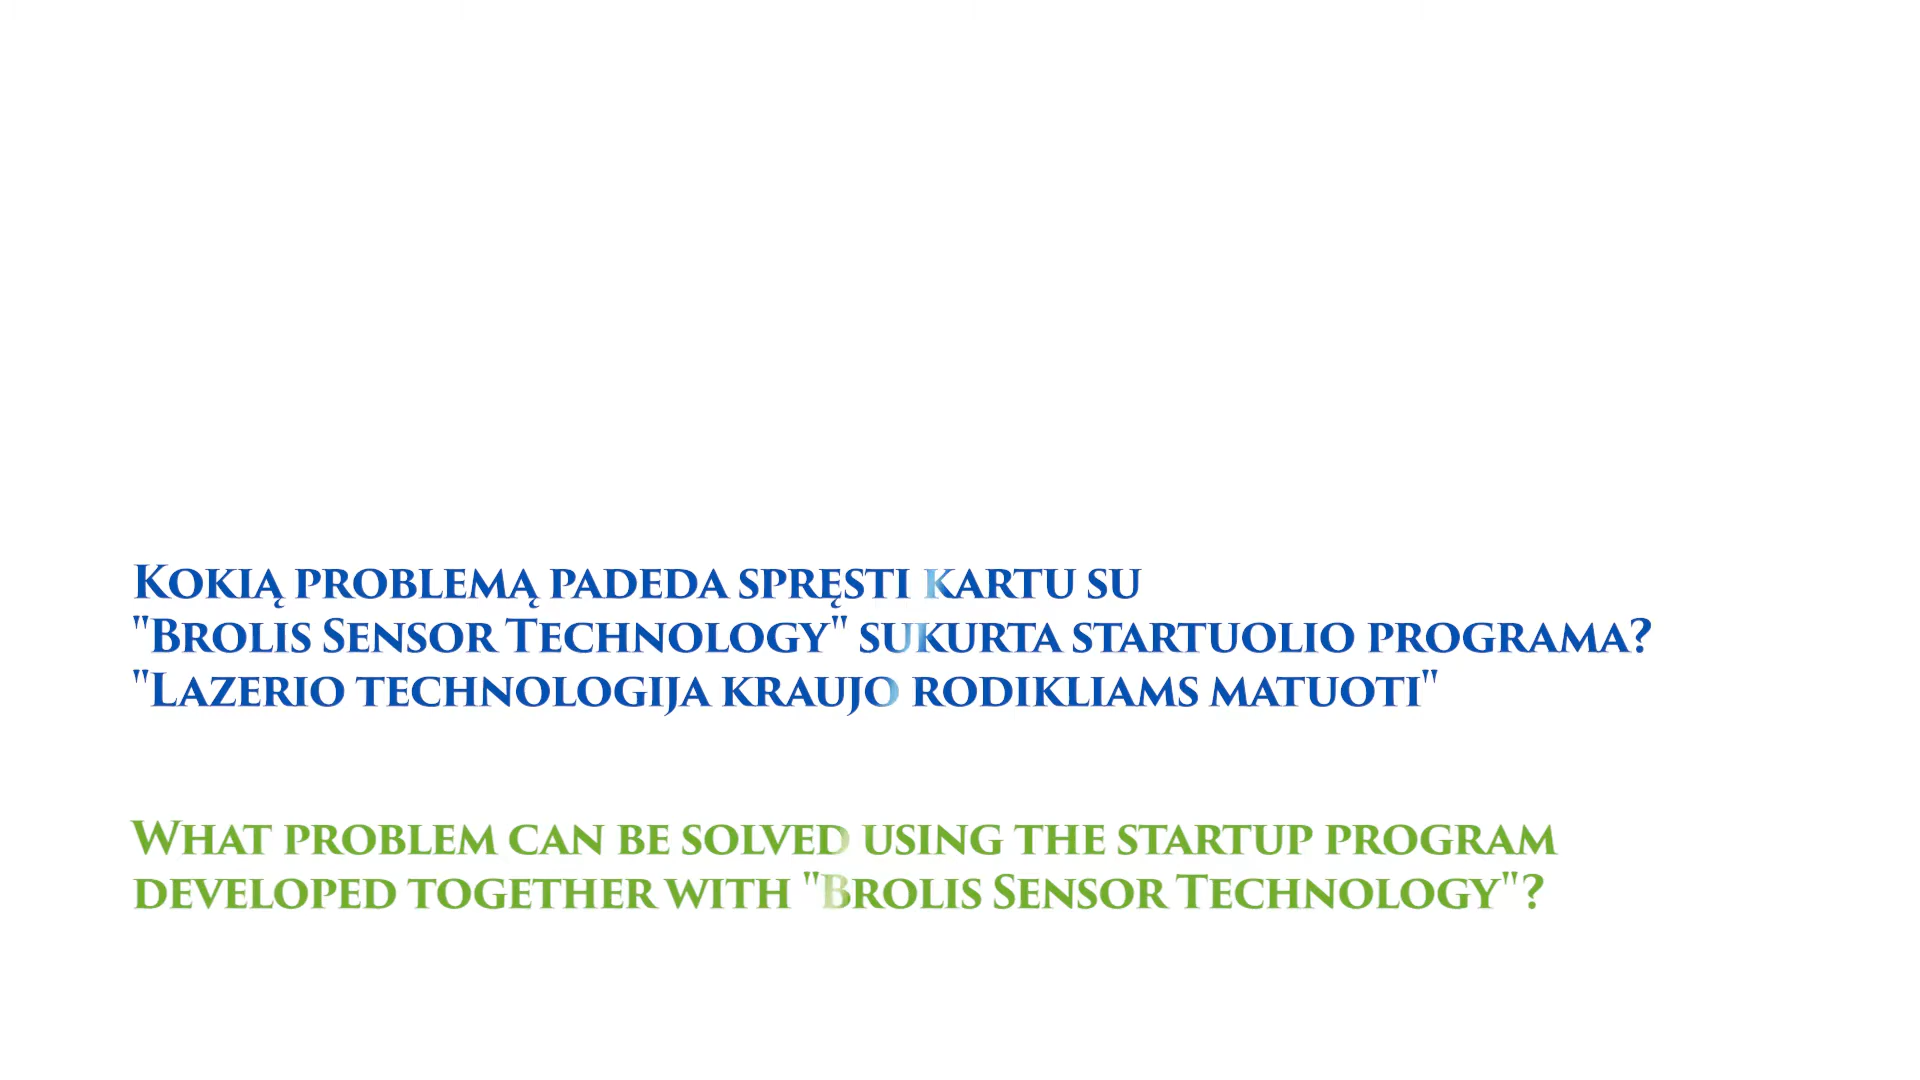 Kokią problemą padeda spręsti kartu su
"Brolis Sensor Technology" sukurta startuolio programa?
"Lazerio technologija kraujo rodikliams matuoti"
What problem can be solved using the startup program
developed together with "Brolis Sensor Technology"?